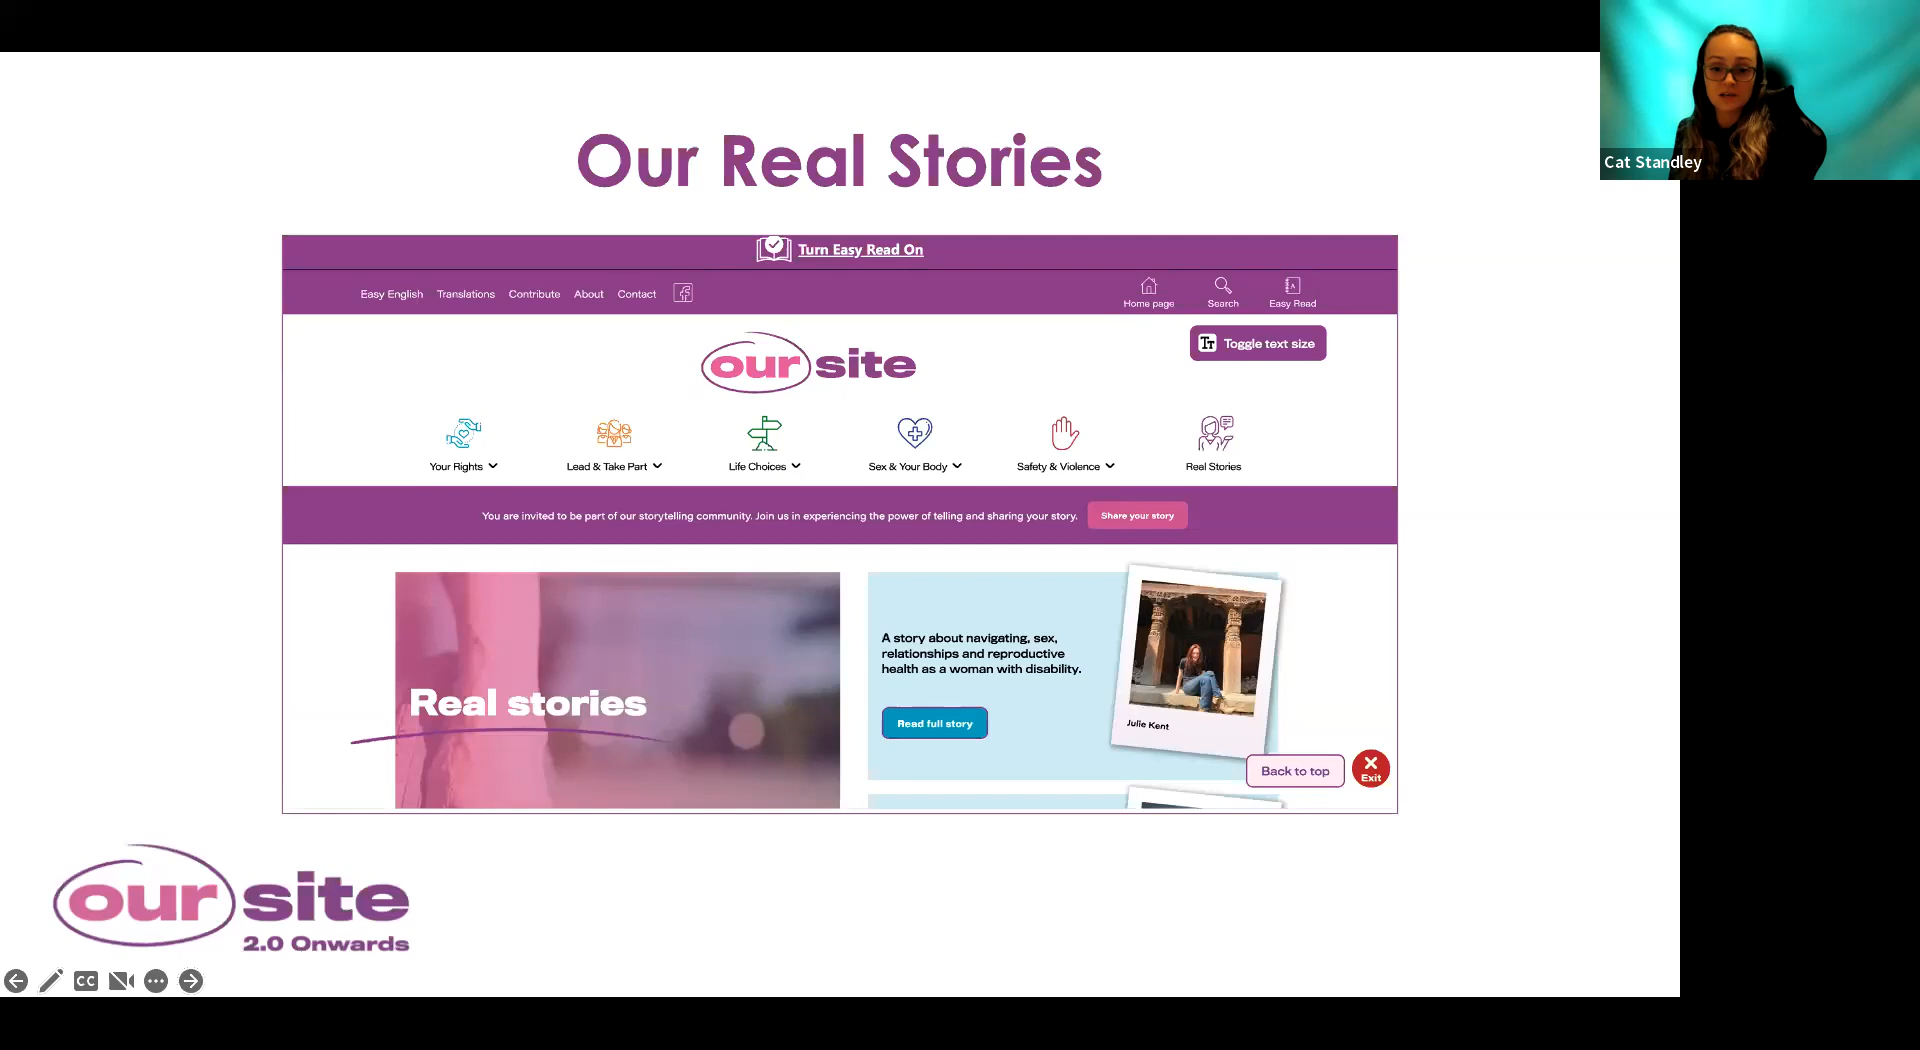 Cat Standley
Our Real Stories
Turn Easy Read On
Easy English Translations Contribute About Contact
Home page Search Easy Read
Toggle text size
our site
Your Rights Lead & Take Part Life Choices Sex & Your Body Safety & Violence Real Stories
You are invited to be part of our storytelling community. Join us in experiencing the power of telling and sharing your story. Share your story
Real stories
A story about navigating, sex,
relationships and reproductive
health as a woman with disability.
Read full story
Julie Kent
Back to top
Exit
our site
2.0 Onwards
CC